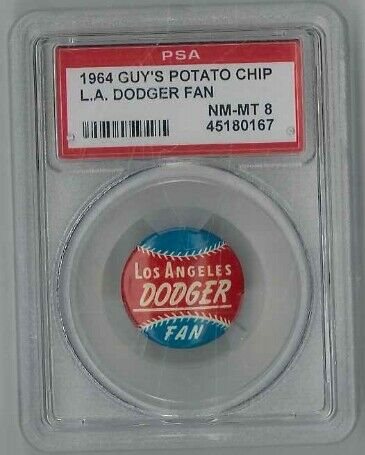 PSA
1964 GUY'S POTATO CHIP
L.A. DODGER FAN
NM-MT 8
45180167
LOS ANGELES
DODGER
FAN